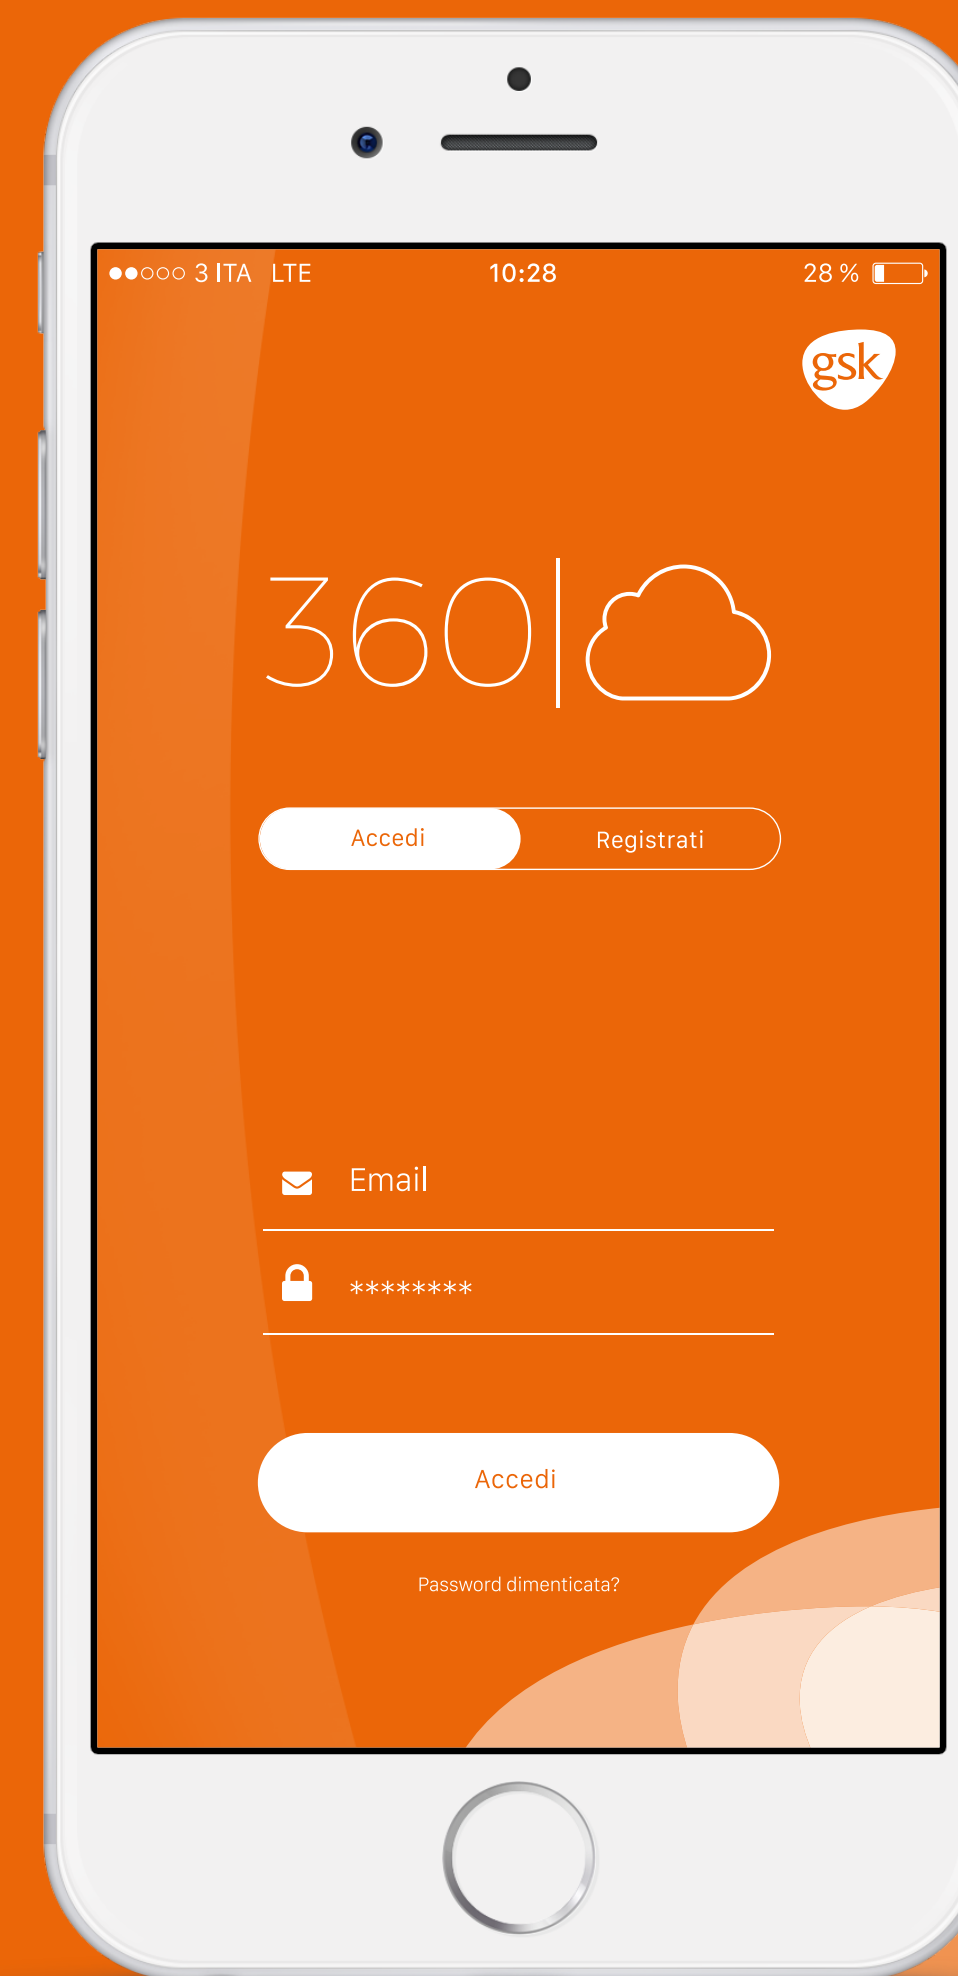 3 ITA LTE 10:28 28 %
gsk
360
Accedi Registrati
Email
********
Accedi
Password dimenticata?